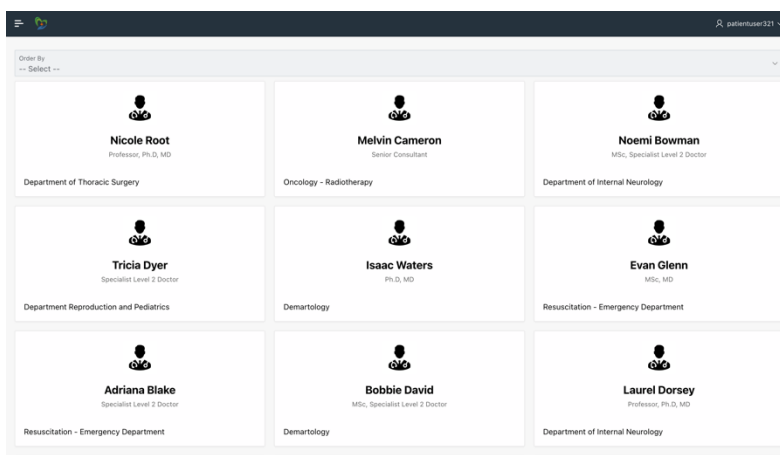 patientuser321
Order By
-- Select --
Nicole Root
Professor, Ph.D, MD
Department of Thoracic Surgery
Melvin Cameron
Senior Consultant
Oncology - Radiotherapy
Noemi Bowman
MSc, Specialist Level 2 Doctor
Department of Internal Neurology
Tricia Dyer
Specialist Level 2 Doctor
Department Reproduction and Pediatrics
Isaac Waters
Ph.D, MD
Demartology
Evan Glenn
MSc, MD
Resuscitation - Emergency Department
Adriana Blake
Specialist Level 2 Doctor
Resuscitation - Emergency Department
Bobbie David
MSc, Specialist Level 2 Doctor
Demartology
Laurel Dorsey
Professor, Ph.D, MD
Department of Internal Neurology